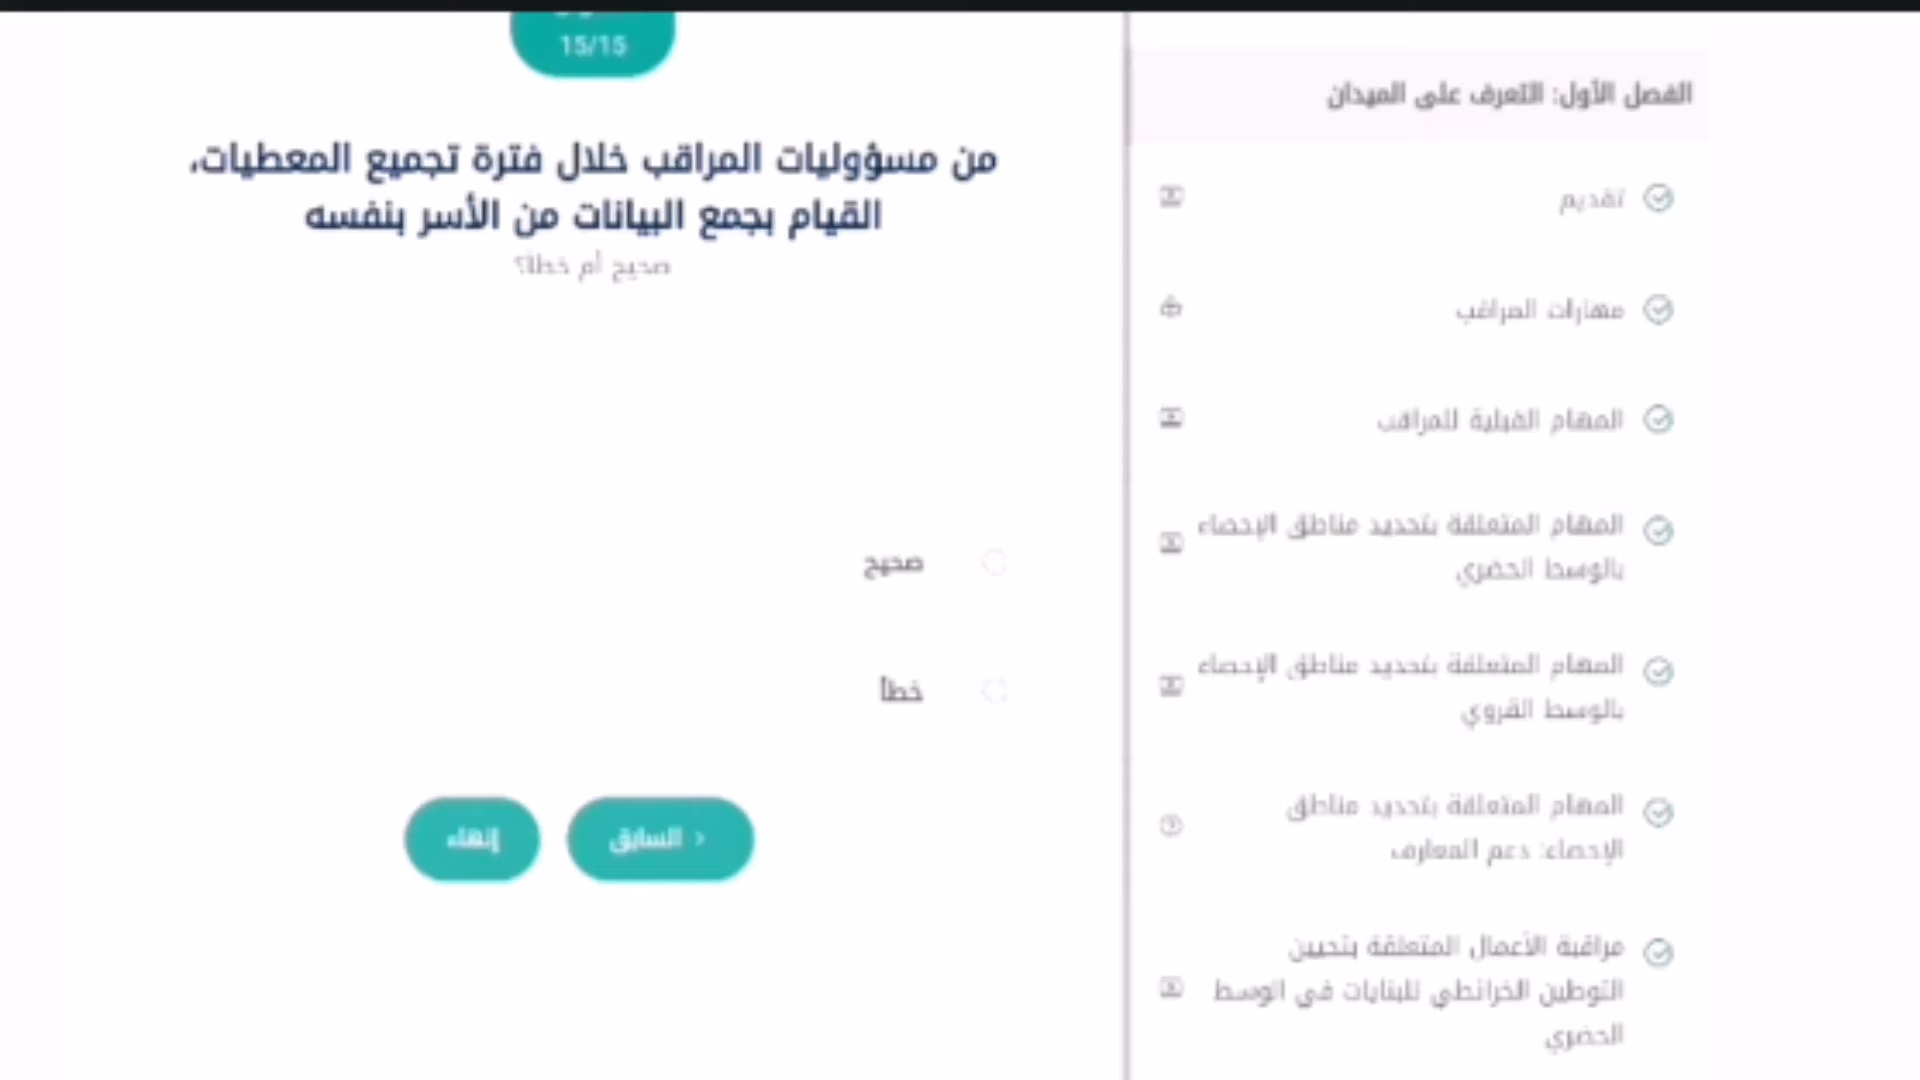 الفصل الأول: التعرف على الميدان
تقديم
مهارات المراقب
المهام القبلية للمراقب
المهام المتعلقة بتحديد مناطق الإحصاء
بالوسط الحضري
المهام المتعلقة بتحديد مناطق الإحصاء
بالوسط القروي
المهام المتعلقة بتحديد مناطق
الإحصاء: دعم المعارف
مراقبة الأعمال المتعلقة بتحيين
التوطين الخرائطي للبنايات في الوسط
الحضري
15/15
من مسؤوليات المراقب خلال فترة تجميع المعطيات،
القيام بجمع البيانات من الأسر بنفسه
صحيح أم خطأ؟
صحيح
خطأ
السابق
إنهاء